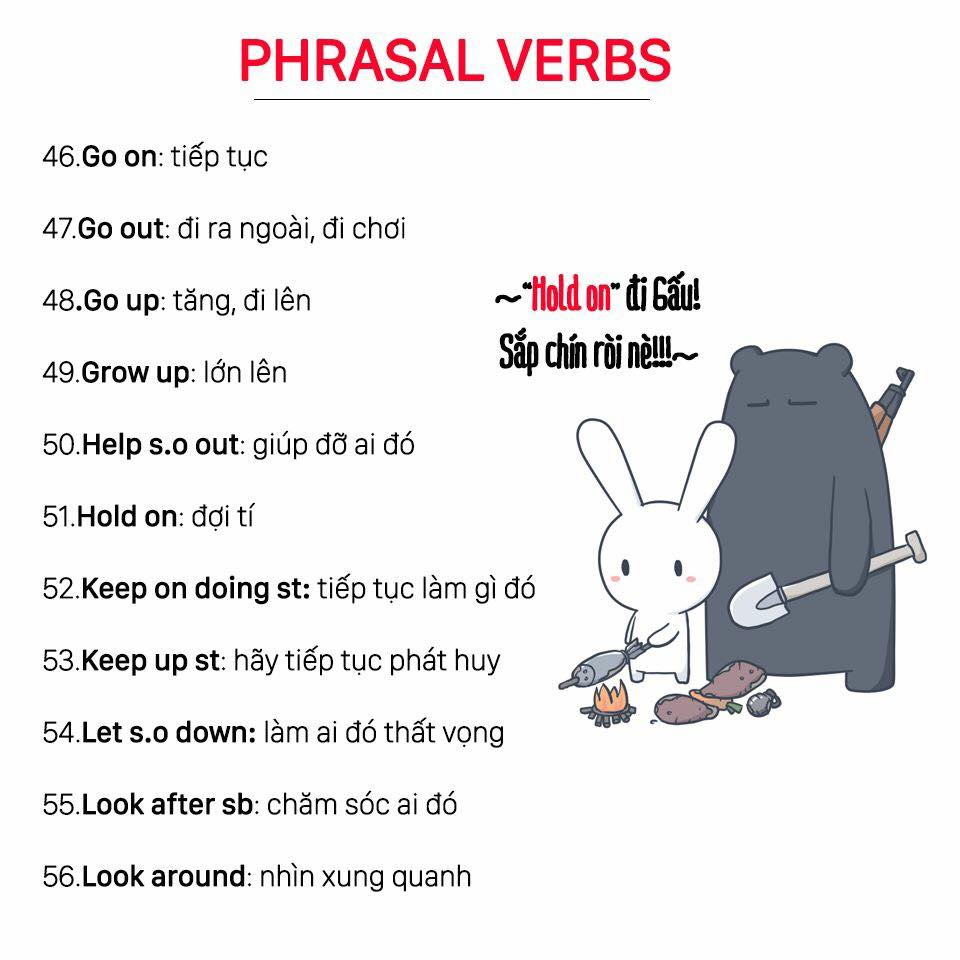 PHRASAL VERBS
46.Go on: tiếp tục
47.Go out: đi ra ngoài, đi chơi
48.Go up: tăng, đi lên
~"Hold on" đi Gấu!
Sắp chín ròi nè!!!~
49.Grow up: lớn lên
50.Help s.o out: giúp đỡ ai đó
51.Hold on: đợi tí
52.Keep on doing st: tiếp tục làm gì đó
53.Keep up st: hãy tiếp tục phát huy
54.Let s.o down: làm ai đó thất vọng
55.Look after sb: chăm sóc ai đó
56.Look around: nhìn xung quanh